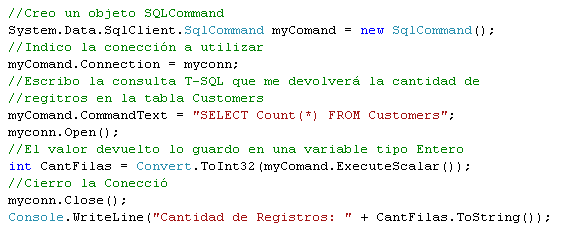 //Creo un objeto SQLCommand
System.Data.SqlClient.SqlCommand myComand = new SqlCommand();
//Indico la conección a utilizar
myComand.Connection = myconn;
//Escribo la consulta T-SQL que me devolverá la cantidad de
//regitros en la tabla Customers
myComand.CommandText = "SELECT Count(*) FROM Customers";
myconn.Open();
//El valor devuelto lo guardo en una variable tipo Entero
int CantFilas = Convert.ToInt32(myComand.ExecuteScalar());
//Cierro la Conecció
myconn.Close();
Console.WriteLine("Cantidad de Registros: " + CantFilas.ToString());